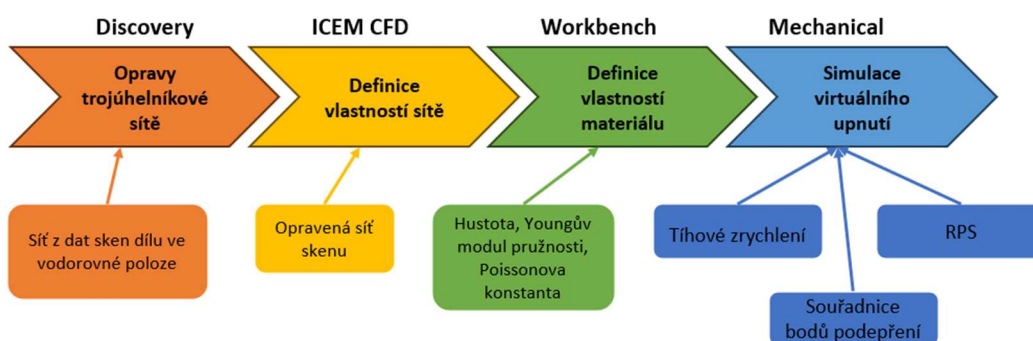 Discovery
ICEM CFD
Workbench
Mechanical
Opravy
trojúhelníkové
sítě
Definice
vlastností sítě
Definice
vlastností
materiálu
Simulace
virtuálního
upnutí
Síť z dat sken dílu ve
vodorovné poloze
Opravená síť
skenu
Hustota, Youngův
modul pružnosti,
Poissonova
konstanta
Tíhové zrychlení
RPS
Souřadnice
bodů podepření